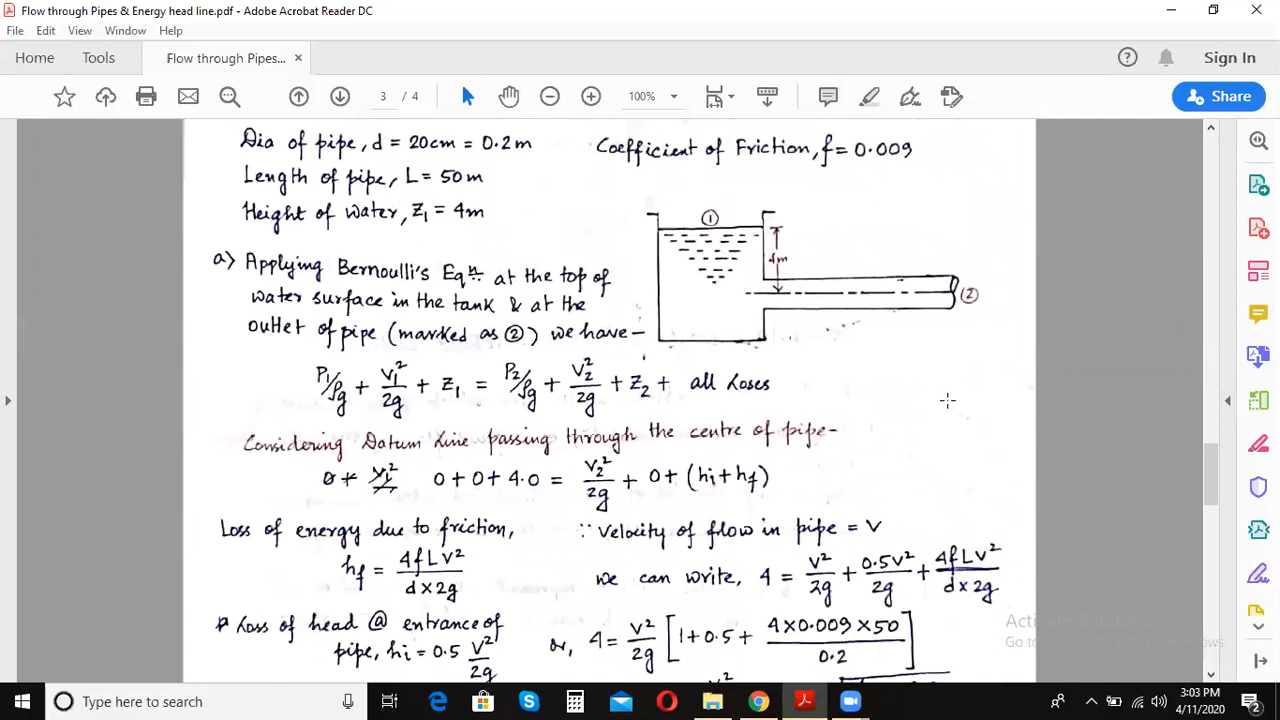 Flow through Pipes & Energy head line.pdf - Adobe Acrobat Reader DC
File Edit View Window Help
Home Tools Flow through Pipes... × Sign In
3 / 4 100% Share
Dia of pipe, d = 20cm = 0.2m Coefficient of Friction, f = 0.009
Length of pipe, L = 50m
Height of water, Z₁ = 4m
①
4m
②
a) Applying Bernoulli's Eqⁿ. at the top of
water surface in the tank & at the
outlet of pipe (marked as ②) we have—
P₁/ρg + V₁²/2g + Z₁ = P₂/ρg + V₂²/2g + Z₂ + all loses
Considering Datum Line passing through the centre of pipe-
0 + 0 + 4.0 = V₂²/2g + 0 + (hi + hf)
Loss of energy due to friction, ∵ Velocity of flow in pipe = V
hf = 4fLV²/d×2g we can write, 4 = V²/2g + 0.5V²/2g + 4fLV²/d×2g
Loss of head @ entrance of
pipe, hi = 0.5 V²/2g
or, 4 = V²/2g [1+0.5+ 4×0.009×50/0.2]
Activate Windows
Type here to search 3:03 PM
4/11/2020 2